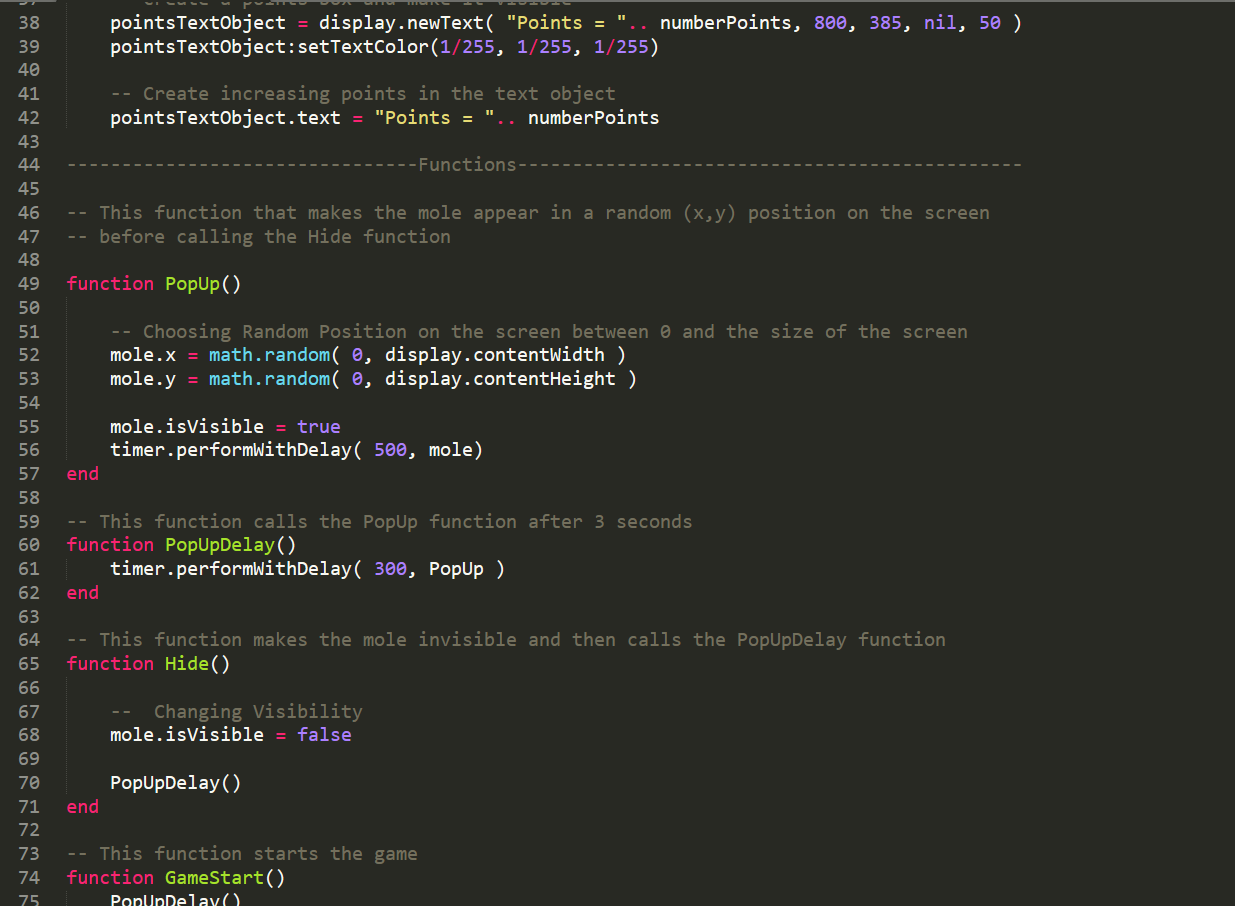 37 -- Create a points box and make it visible
38 pointsTextObject = display.newText( "Points = ".. numberPoints, 800, 385, nil, 50 )
39 pointsTextObject:setTextColor(1/255, 1/255, 1/255)
40
41 -- Create increasing points in the text object
42 pointsTextObject.text = "Points = ".. numberPoints
43
44 --------------------------------Functions----------------------------------------------
45
46 -- This function that makes the mole appear in a random (x,y) position on the screen
47 -- before calling the Hide function
48
49 function PopUp()
50
51 -- Choosing Random Position on the screen between 0 and the size of the screen
52 mole.x = math.random( 0, display.contentWidth )
53 mole.y = math.random( 0, display.contentHeight )
54
55 mole.isVisible = true
56 timer.performWithDelay( 500, mole)
57 end
58
59 -- This function calls the PopUp function after 3 seconds
60 function PopUpDelay()
61 timer.performWithDelay( 300, PopUp )
62 end
63
64 -- This function makes the mole invisible and then calls the PopUpDelay function
65 function Hide()
66
67 --  Changing Visibility
68 mole.isVisible = false
69
70 PopUpDelay()
71 end
72
73 -- This function starts the game
74 function GameStart()
75 PopUpDelay()